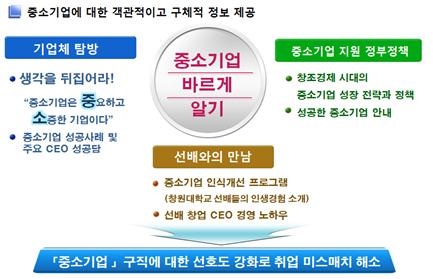 중소기업에 대한 객관적이고 구체적 정보 제공
기업체 탐방
• 생각을 뒤집어라!
“중소기업은 중요하고
소중한 기업이다”
• 중소기업 성공사례 및
주요 CEO 성공담
중소기업
바르게
알기
중소기업 지원 정부정책
• 창조경제 시대의
중소기업 성장 전략과 정책
• 성공한 중소기업 안내
선배와의 만남
• 중소기업 인식개선 프로그램
(창원대학교 선배들의 인생경험 소개)
• 선배 창업 CEO 경영 노하우
「중소기업」구직에 대한 선호도 강화로 취업 미스매치 해소